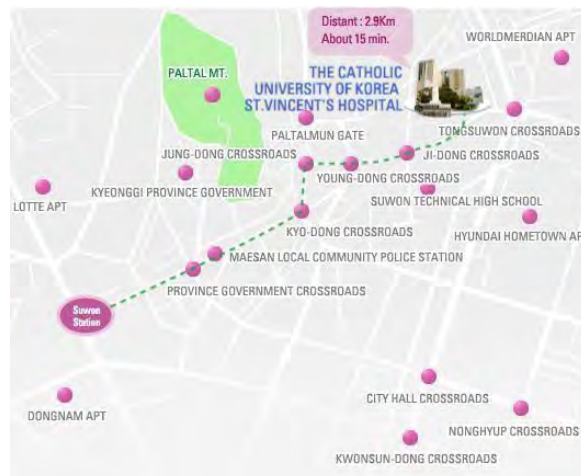 Distant : 2.9Km
About 15 min.
WORLDMERDIAN APT
PALTAL MT.
THE CATHOLIC
UNIVERSITY OF KOREA
ST.VINCENT'S HOSPITAL
PALTALMUN GATE
TONGSUWON CROSSROADS
JUNG-DONG CROSSROADS
JI-DONG CROSSROADS
YOUNG-DONG CROSSROADS
KYEONGGI PROVINCE GOVERNMENT
SUWON TECHNICAL HIGH SCHOOL
LOTTE APT
KYO-DONG CROSSROADS
HYUNDAI HOMETOWN AP
MAESAN LOCAL COMMUNITY POLICE STATION
PROVINCE GOVERNMENT CROSSROADS
Suwon
Station
CITY HALL CROSSROADS
DONGNAM APT
NONGHYUP CROSSROADS
KWONSUN-DONG CROSSROADS